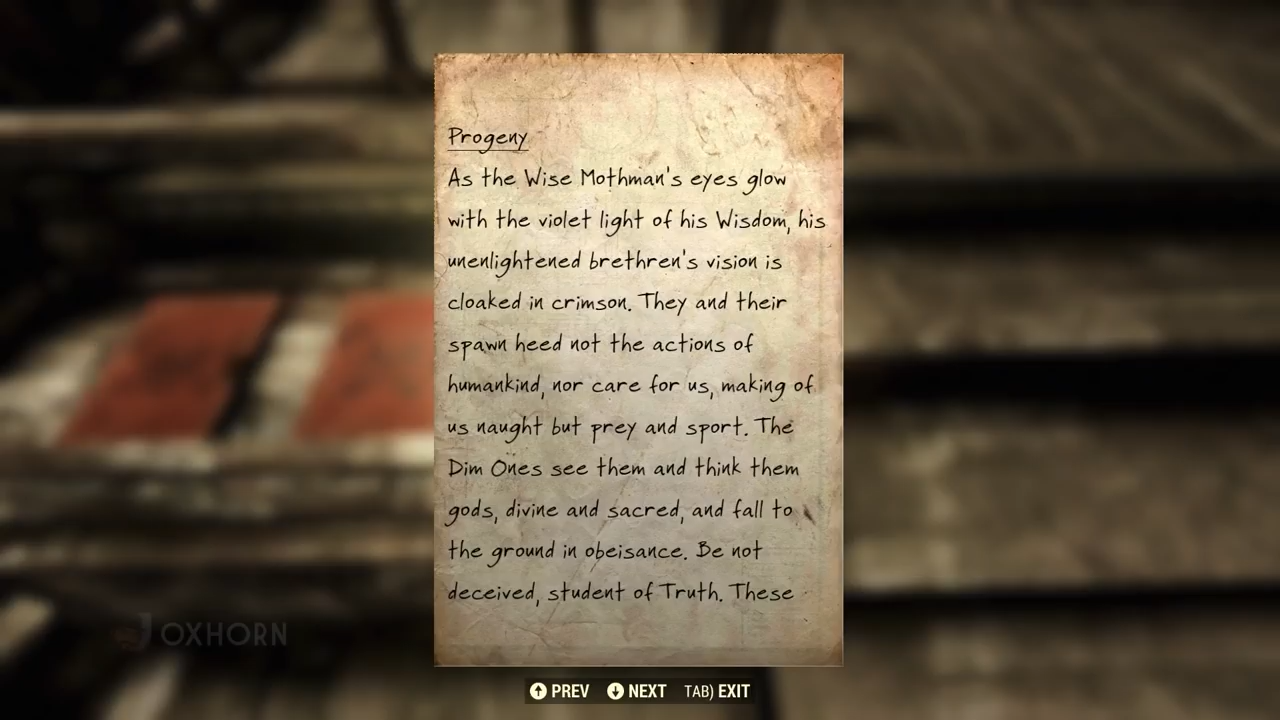 Progeny
As the Wise Mothman's eyes glow
with the violet light of his Wisdom, his
unenlightened brethren's vision is
cloaked in crimson. They and their
spawn heed not the actions of
humankind, nor care for us, making of
us naught but prey and sport. The
Dim Ones see them and think them
gods, divine and sacred, and fall to
the ground in obeisance. Be not
deceived, student of Truth. These
OXHORN
PREV NEXT TAB) EXIT